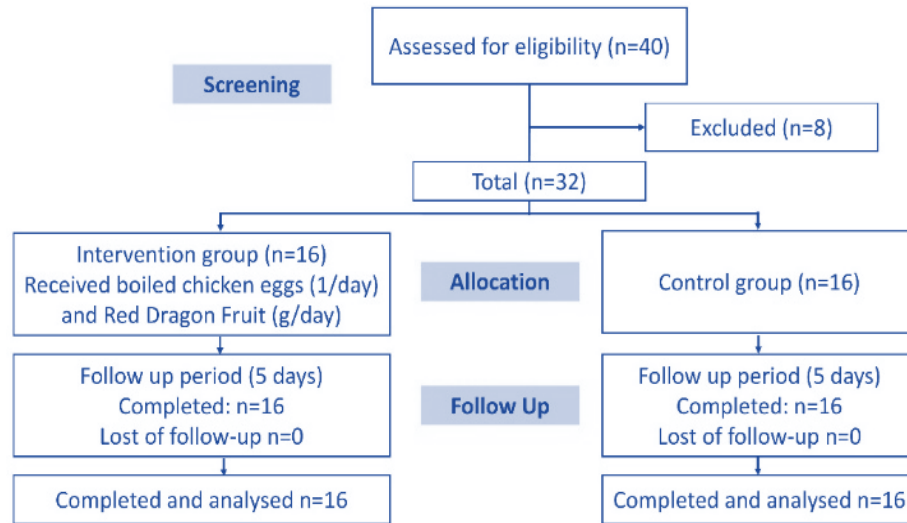 Assessed for eligibility (n=40)
Screening
Excluded (n=8)
Total (n=32)
Intervention group (n=16)
Received boiled chicken eggs (1/day)
and Red Dragon Fruit (g/day)
Allocation
Control group (n=16)
Follow up period (5 days)
Completed: n=16
Lost of follow-up n=0
Follow Up
Follow up period (5 days)
Completed: n=16
Lost of follow-up n=0
Completed and analysed n=16
Completed and analysed n=16